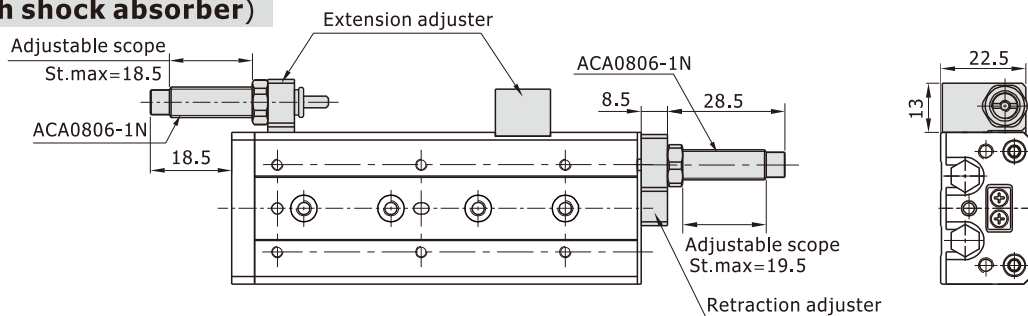 h shock absorber)
Extension adjuster
Adjustable scope
St.max=18.5
ACA0806-1N
22.5
8.5
28.5
13
ACA0806-1N
18.5
Adjustable scope
St.max=19.5
Retraction adjuster